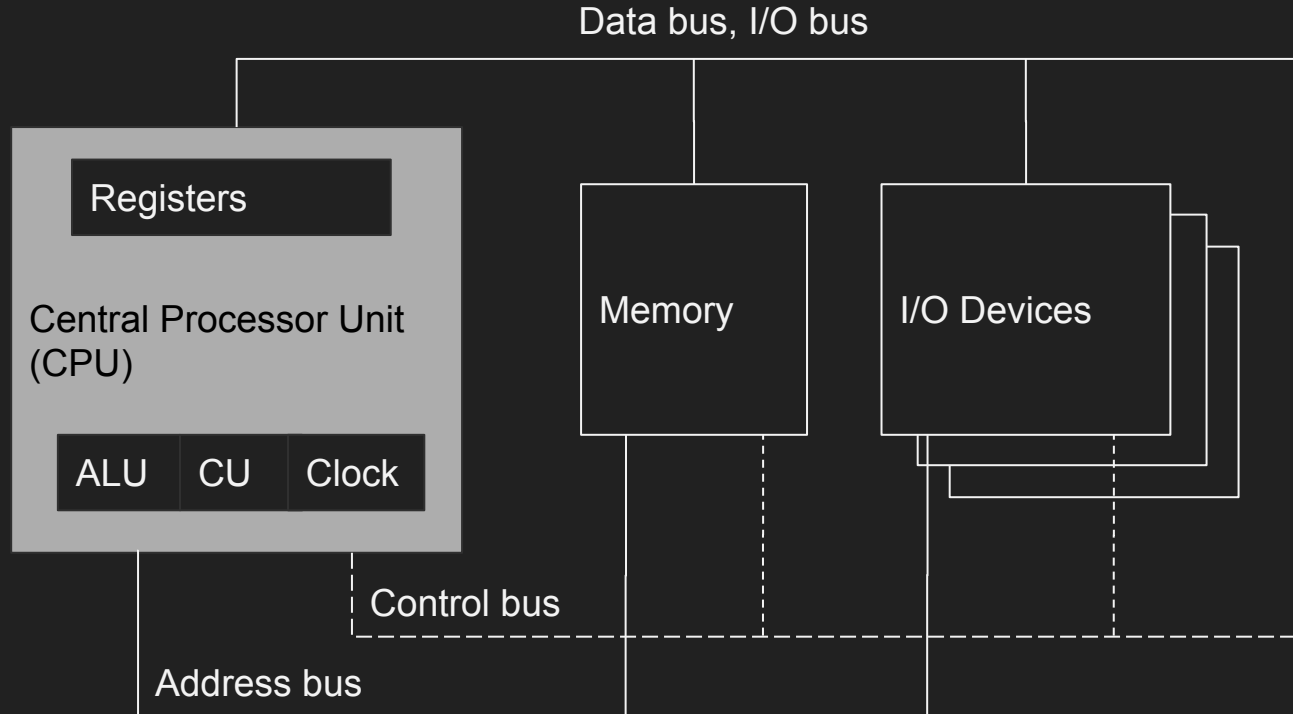 Data bus, I/O bus
Registers
Central Processor Unit
(CPU)
Memory
I/O Devices
ALU
CU
Clock
Control bus
Address bus